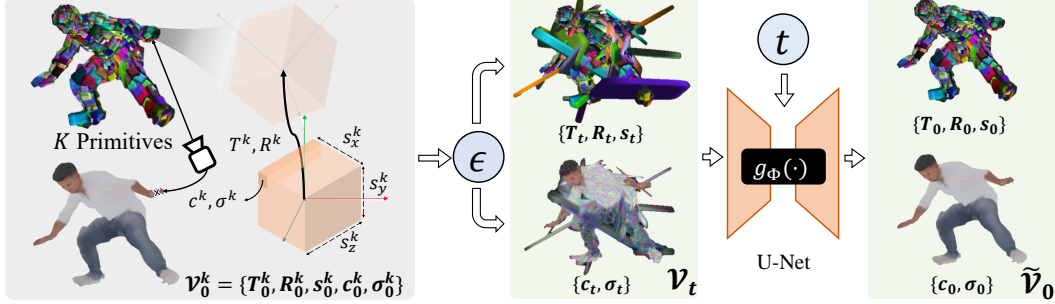 K Primitives
T^k, R^k
c^k, σ^k
s_x^k
s_y^k
s_z^k
𝒱_0^k = {T_0^k, R_0^k, s_0^k, c_0^k, σ_0^k}
ϵ
{T_t, R_t, s_t}
{c_t, σ_t}
𝒱_t
t
g_Φ(·)
U-Net
{T_0, R_0, s_0}
{c_0, σ_0}
𝒱̃_0